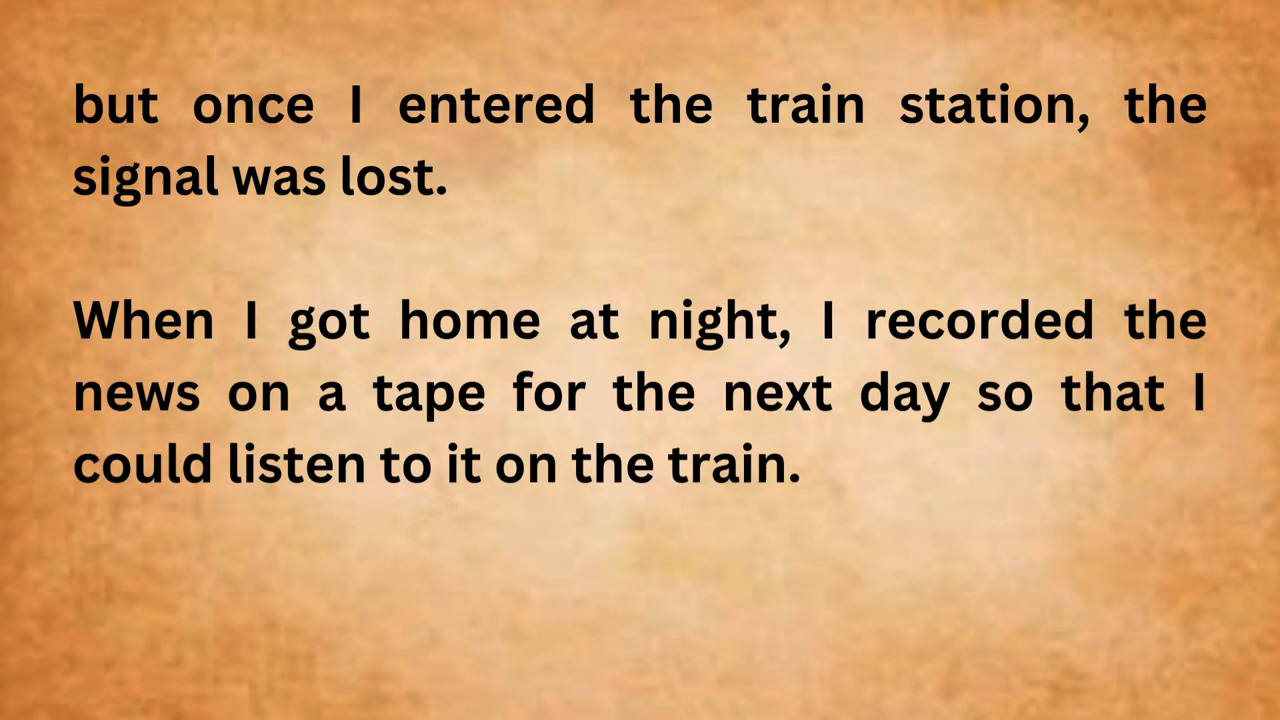 but once I entered the train station, the
signal was lost.
When I got home at night, I recorded the
news on a tape for the next day so that I
could listen to it on the train.